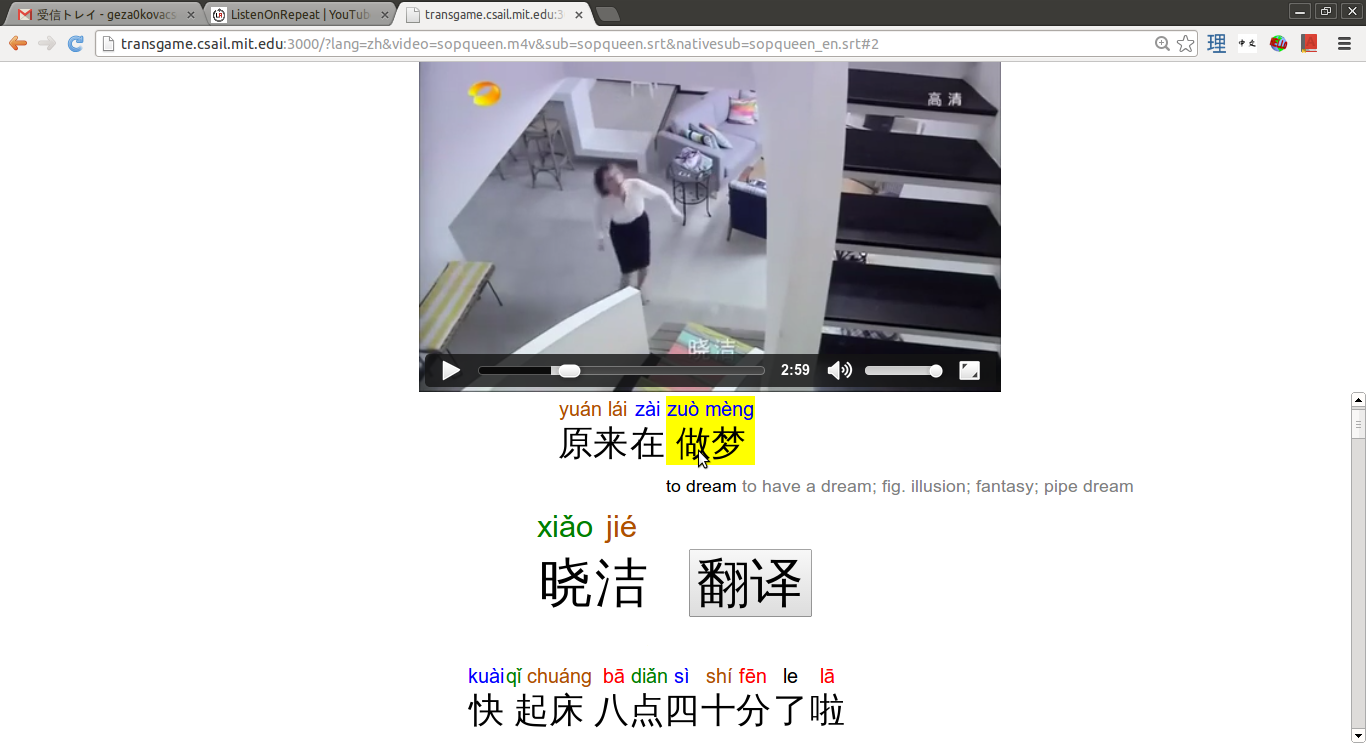 受信トレイ - geza0kovacs
ListenOnRepeat | YouTub
transgame.csail.mit.edu:3
transgame.csail.mit.edu:3000/?lang=zh&video=sopqueen.m4v&sub=sopqueen.srt&nativesub=sopqueen_en.srt#2
理
中文
高清
晓洁
2:59
yuán lái zài zuò mèng
原来在做梦
to dream to have a dream; fig. illusion; fantasy; pipe dream
xiǎo jié
晓洁 翻译
kuài qǐ chuáng bā diǎn sì shí fēn le lā
快 起床 八点四十分了啦